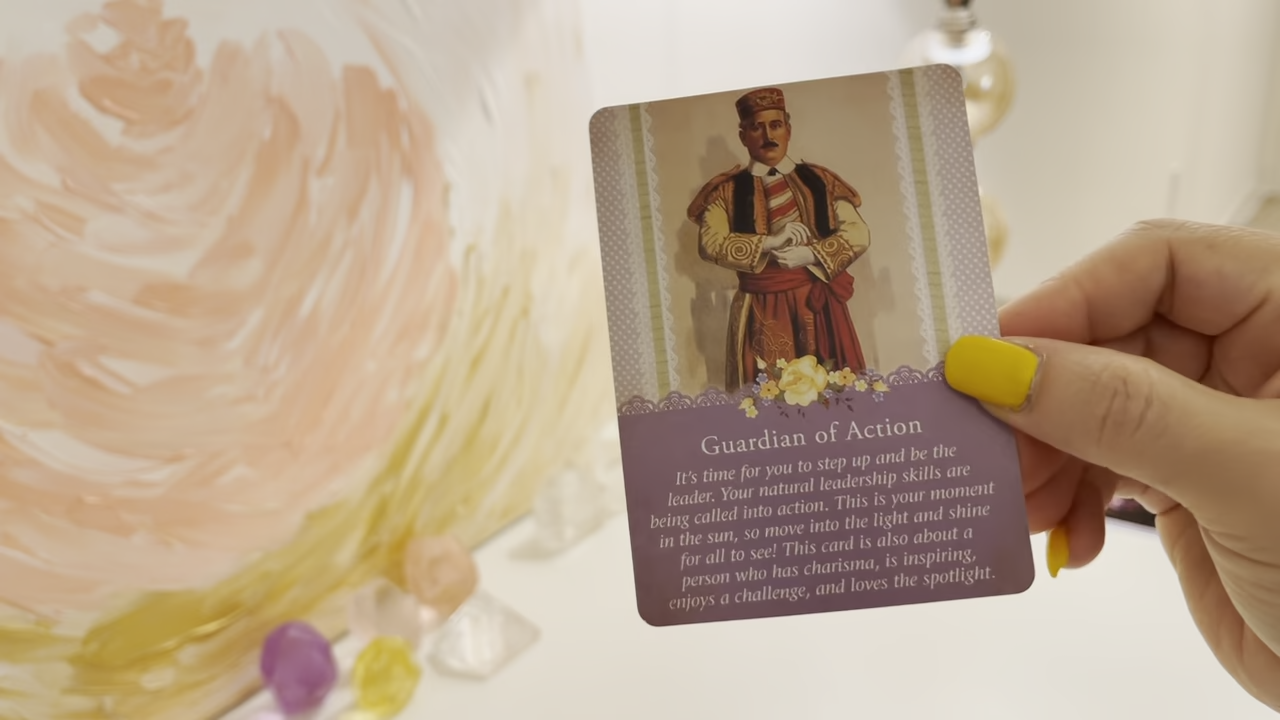 Guardian of Action
It's time for you to step up and be the
leader. Your natural leadership skills are
being called into action. This is your moment
in the sun, so move into the light and shine
for all to see! This card is also about a
person who has charisma, is inspiring,
enjoys a challenge, and loves the spotlight.